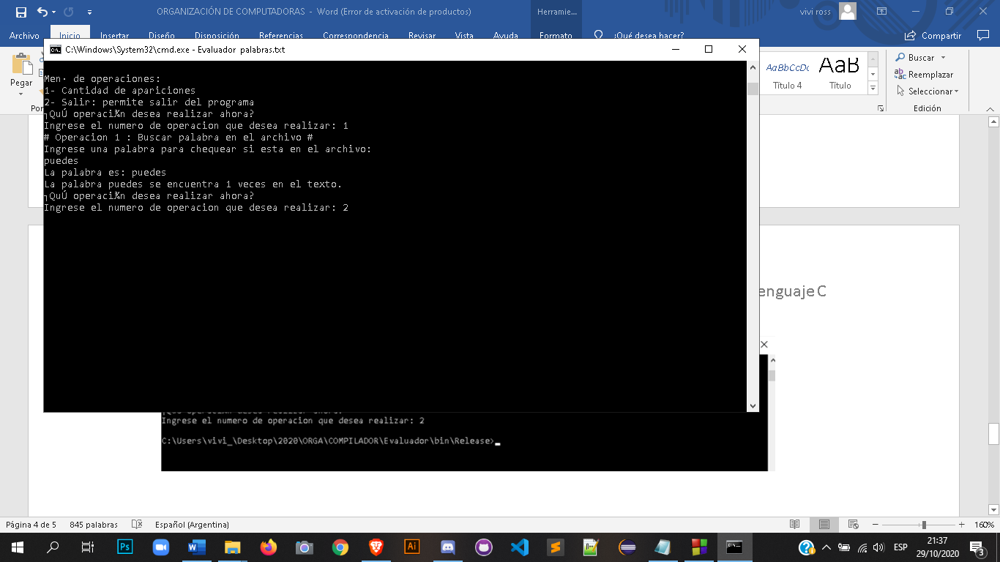 ORGANIZACIÓN DE COMPUTADORAS - Word (Error de activación de productos)
Herramie...
vivi ross
Archivo Inicio Insertar Diseño Disposición Referencias Correspondencia Revisar Vista Ayuda Formato ¿Qué desea hacer? Compartir
C:\Windows\System32\cmd.exe - Evaluador palabras.txt
Pegar
AaBbCcDc AaB
Título 4 Título
Buscar
Reemplazar
Seleccionar
Edición
Men· de operaciones:
1- Cantidad de apariciones
2- Salir: permite salir del programa
┐QuÚ operaci¾n desea realizar ahora?
Ingrese el numero de operacion que desea realizar: 1
# Operacion 1 : Buscar palabra en el archivo #
Ingrese una palabra para chequear si esta en el archivo:
puedes
La palabra es: puedes
La palabra puedes se encuentra 1 veces en el texto.
┐QuÚ operaci¾n desea realizar ahora?
Ingrese el numero de operacion que desea realizar: 2
enguaje C
Ingrese el numero de operacion que desea realizar: 2
C:\Users\vivi_\Desktop\2020\ORGA\COMPILADOR\Evaluador\bin\Release>
Página 4 de 5 845 palabras Español (Argentina) 160%
Ps Ai ESP
21:37
29/10/2020
3